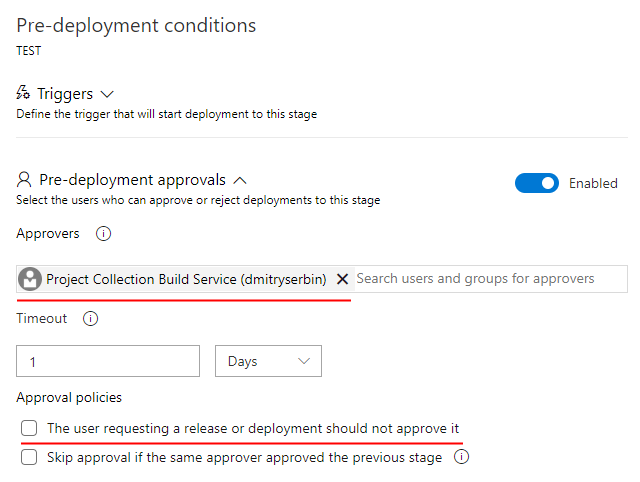 Pre-deployment conditions
TEST
Triggers
Define the trigger that will start deployment to this stage
Pre-deployment approvals
Enabled
Select the users who can approve or reject deployments to this stage
Approvers
Project Collection Build Service (dmitryserbin) Search users and groups for approvers
Timeout
1 Days
Approval policies
The user requesting a release or deployment should not approve it
Skip approval if the same approver approved the previous stage